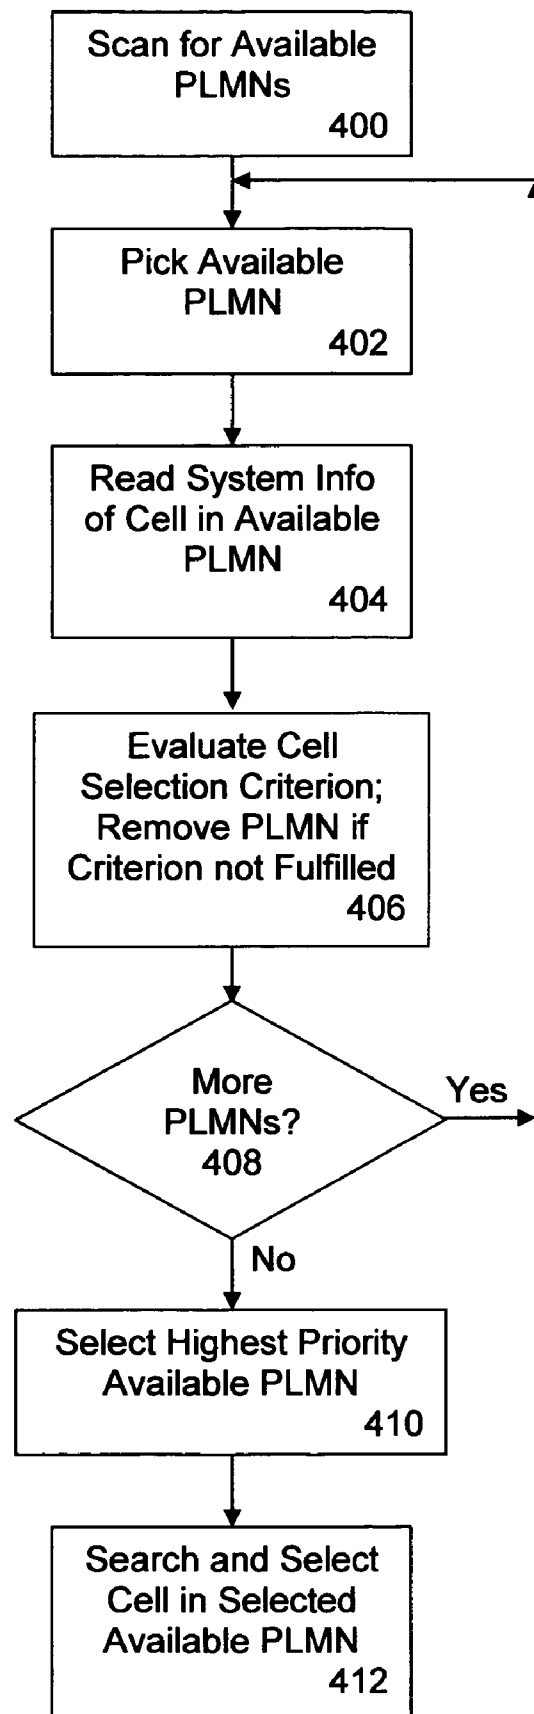 Scan for Available
PLMNs
400
Pick Available
PLMN
402
Read System Info
of Cell in Available
PLMN
404
Evaluate Cell
Selection Criterion;
Remove PLMN if
Criterion not Fulfilled
406
More
PLMNs?
408
Yes
No
Select Highest Priority
Available PLMN
410
Search and Select
Cell in Selected
Available PLMN
412